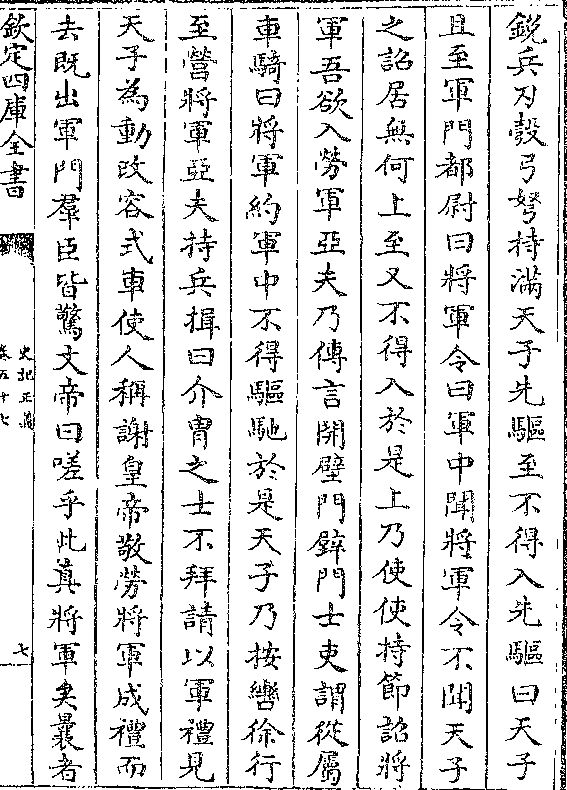 銳兵刃彀弓弩持滿天子先驅至不得入先驅曰天子
且至軍門都尉曰將軍令曰軍中聞將軍令不聞天子
之詔居無何上至又不得入於是上乃使使持節詔將
軍吾欲入勞軍亞夫乃傳言開壁門壁門士吏謂從屬
車騎曰將軍約軍中不得驅馳於是天子乃按轡徐行
至營將軍亞夫持兵揖曰介冑之士不拜請以軍禮見
天子為動改容式車使人稱謝皇帝敬勞將軍成禮而
去既出軍門羣臣皆驚文帝曰嗟乎此真將軍矣曩者
欽定四庫全書
史記正義
卷五十七
七